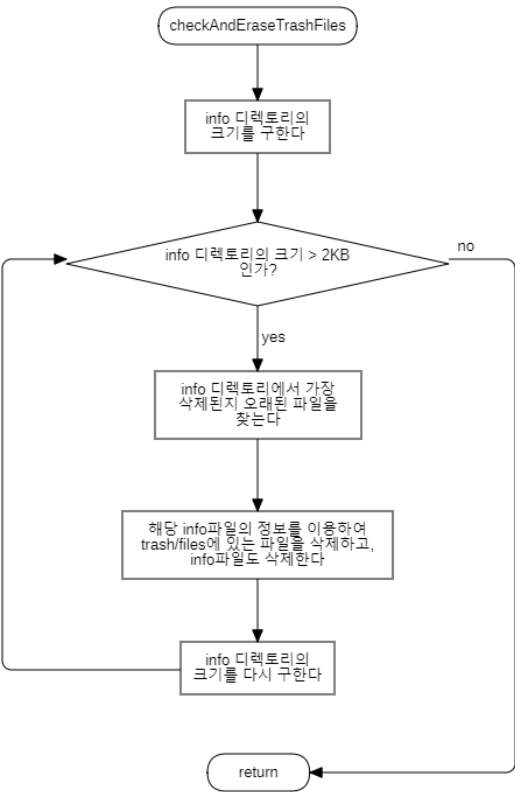 checkAndEraseTrashFiles
info 디렉토리의
크기를 구한다
info 디렉토리의 크기 > 2KB
인가?
no
yes
info 디렉토리에서 가장
삭제된지 오래된 파일을
찾는다
해당 info파일의 정보를 이용하여
trash/files에 있는 파일을 삭제하고,
info파일도 삭제한다
info 디렉토리의
크기를 다시 구한다
return